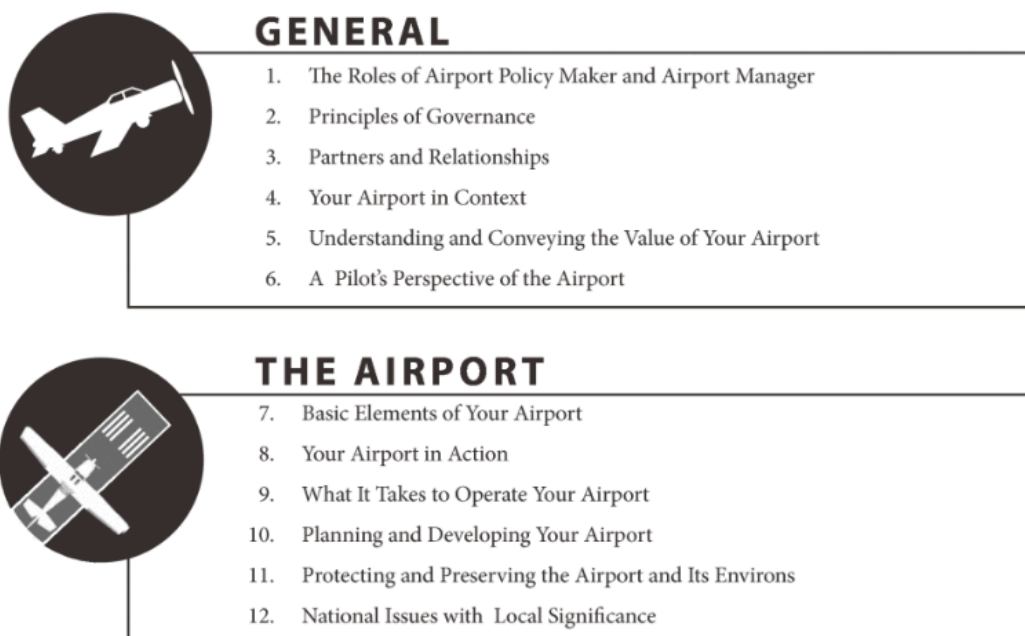 GENERAL
1. The Roles of Airport Policy Maker and Airport Manager
2. Principles of Governance
3. Partners and Relationships
4. Your Airport in Context
5. Understanding and Conveying the Value of Your Airport
6. A Pilot's Perspective of the Airport
THE AIRPORT
7. Basic Elements of Your Airport
8. Your Airport in Action
9. What It Takes to Operate Your Airport
10. Planning and Developing Your Airport
11. Protecting and Preserving the Airport and Its Environs
12. National Issues with Local Significance